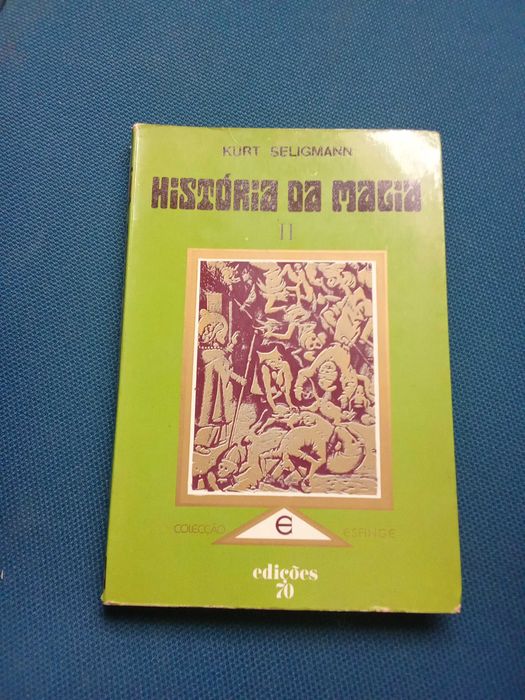 KURT SELIGMANN
HISTÓRIA DA MAGIA
II
COLECÇÃO E ESFINGE
edições
70